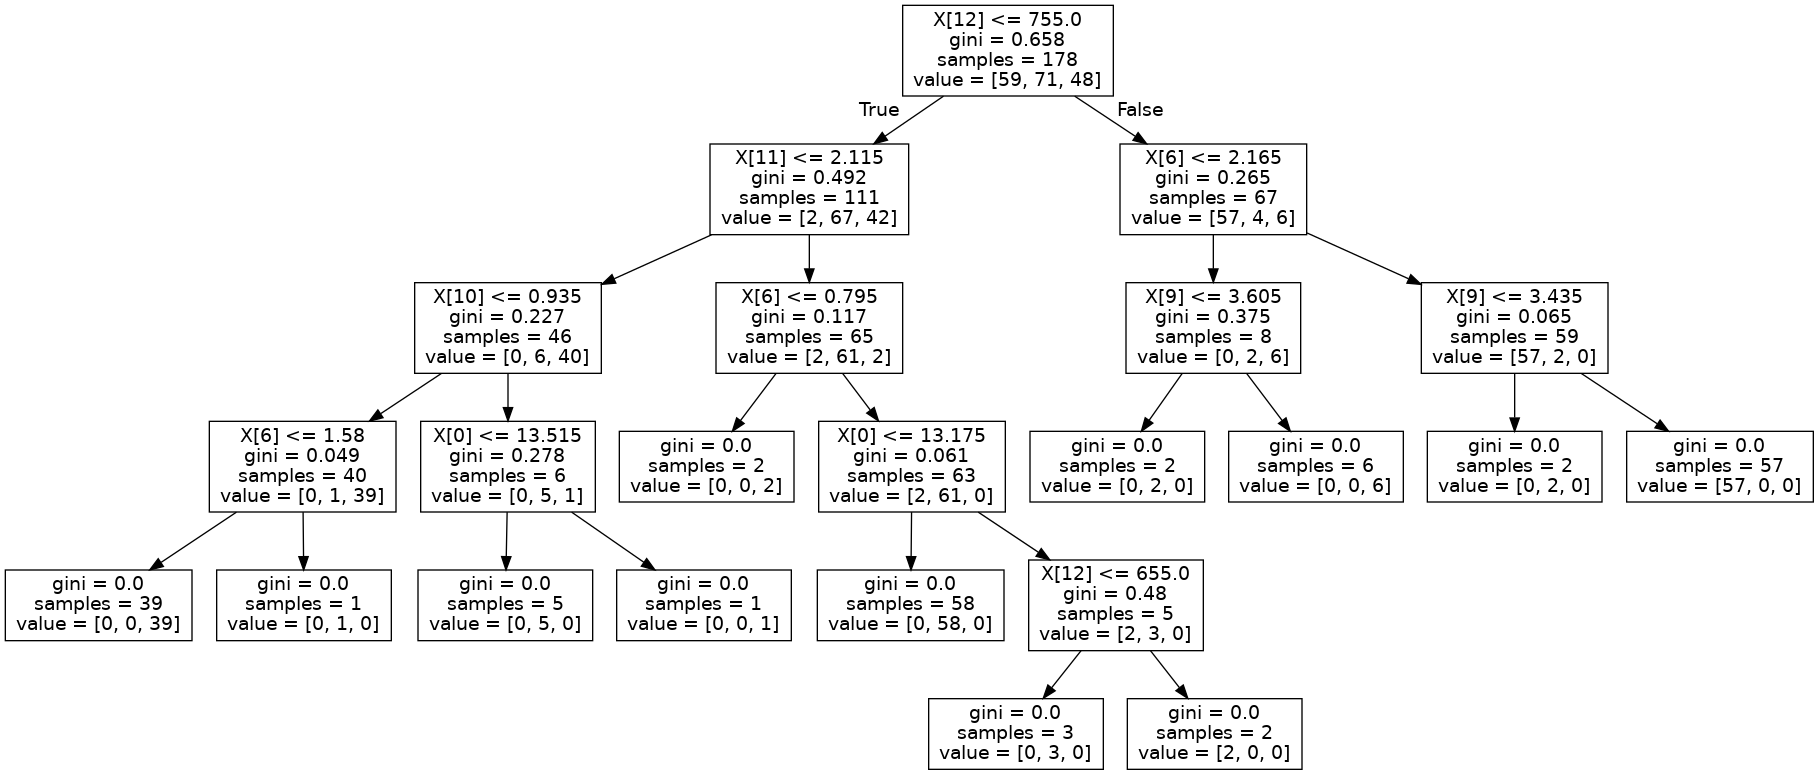 X[12] <= 755.0
gini = 0.658
samples = 178
value = [59, 71, 48]
True
False
X[11] <= 2.115
gini = 0.492
samples = 111
value = [2, 67, 42]
X[6] <= 2.165
gini = 0.265
samples = 67
value = [57, 4, 6]
X[10] <= 0.935
gini = 0.227
samples = 46
value = [0, 6, 40]
X[6] <= 0.795
gini = 0.117
samples = 65
value = [2, 61, 2]
X[9] <= 3.605
gini = 0.375
samples = 8
value = [0, 2, 6]
X[9] <= 3.435
gini = 0.065
samples = 59
value = [57, 2, 0]
X[6] <= 1.58
gini = 0.049
samples = 40
value = [0, 1, 39]
X[0] <= 13.515
gini = 0.278
samples = 6
value = [0, 5, 1]
gini = 0.0
samples = 2
value = [0, 0, 2]
X[0] <= 13.175
gini = 0.061
samples = 63
value = [2, 61, 0]
gini = 0.0
samples = 2
value = [0, 2, 0]
gini = 0.0
samples = 6
value = [0, 0, 6]
gini = 0.0
samples = 2
value = [0, 2, 0]
gini = 0.0
samples = 57
value = [57, 0, 0]
gini = 0.0
samples = 39
value = [0, 0, 39]
gini = 0.0
samples = 1
value = [0, 1, 0]
gini = 0.0
samples = 5
value = [0, 5, 0]
gini = 0.0
samples = 1
value = [0, 0, 1]
gini = 0.0
samples = 58
value = [0, 58, 0]
X[12] <= 655.0
gini = 0.48
samples = 5
value = [2, 3, 0]
gini = 0.0
samples = 3
value = [0, 3, 0]
gini = 0.0
samples = 2
value = [2, 0, 0]